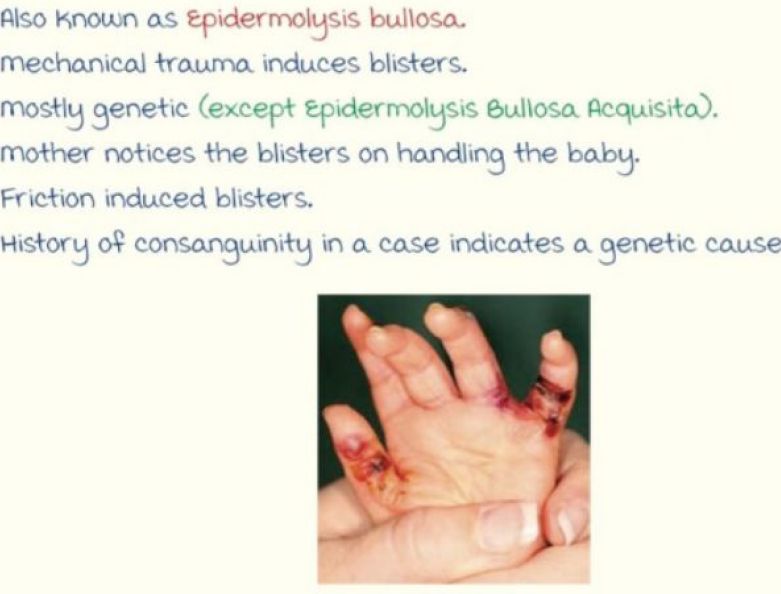 Also known as Epidermolysis bullosa.
mechanical trauma induces blisters.
mostly genetic (except Epidermolysis Bullosa Acquisita).
mother notices the blisters on handling the baby.
Friction induced blisters.
History of consanguinity in a case indicates a genetic cause